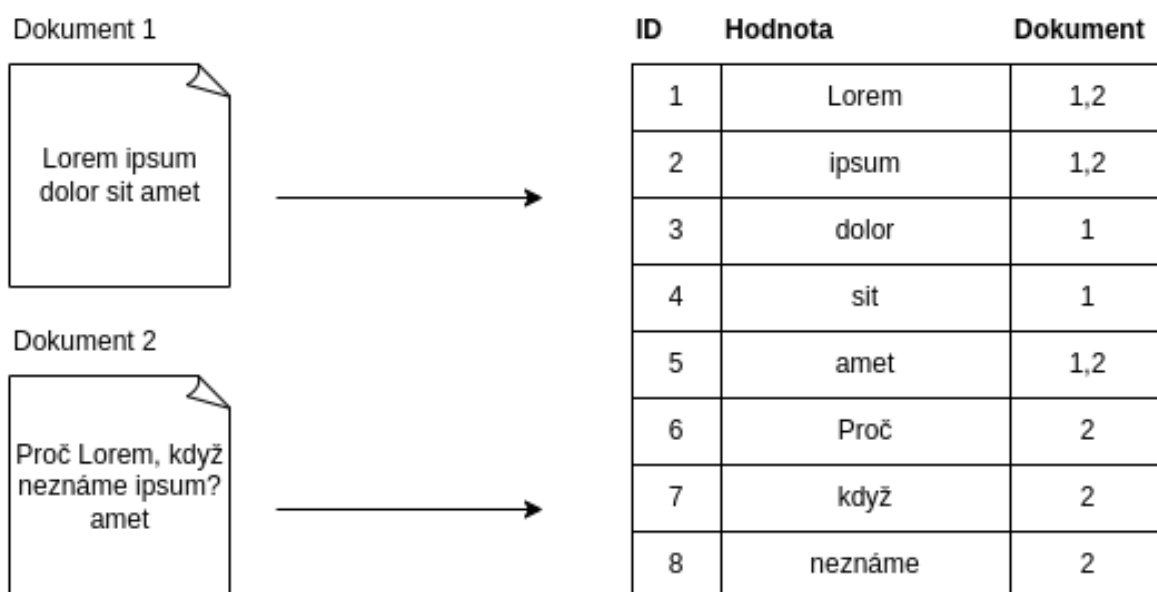 Dokument 1
Lorem ipsum
dolor sit amet
Dokument 2
Proč Lorem, když
neznáme ipsum?
amet
ID Hodnota Dokument
1 Lorem 1,2
2 ipsum 1,2
3 dolor 1
4 sit 1
5 amet 1,2
6 Proč 2
7 když 2
8 neznáme 2